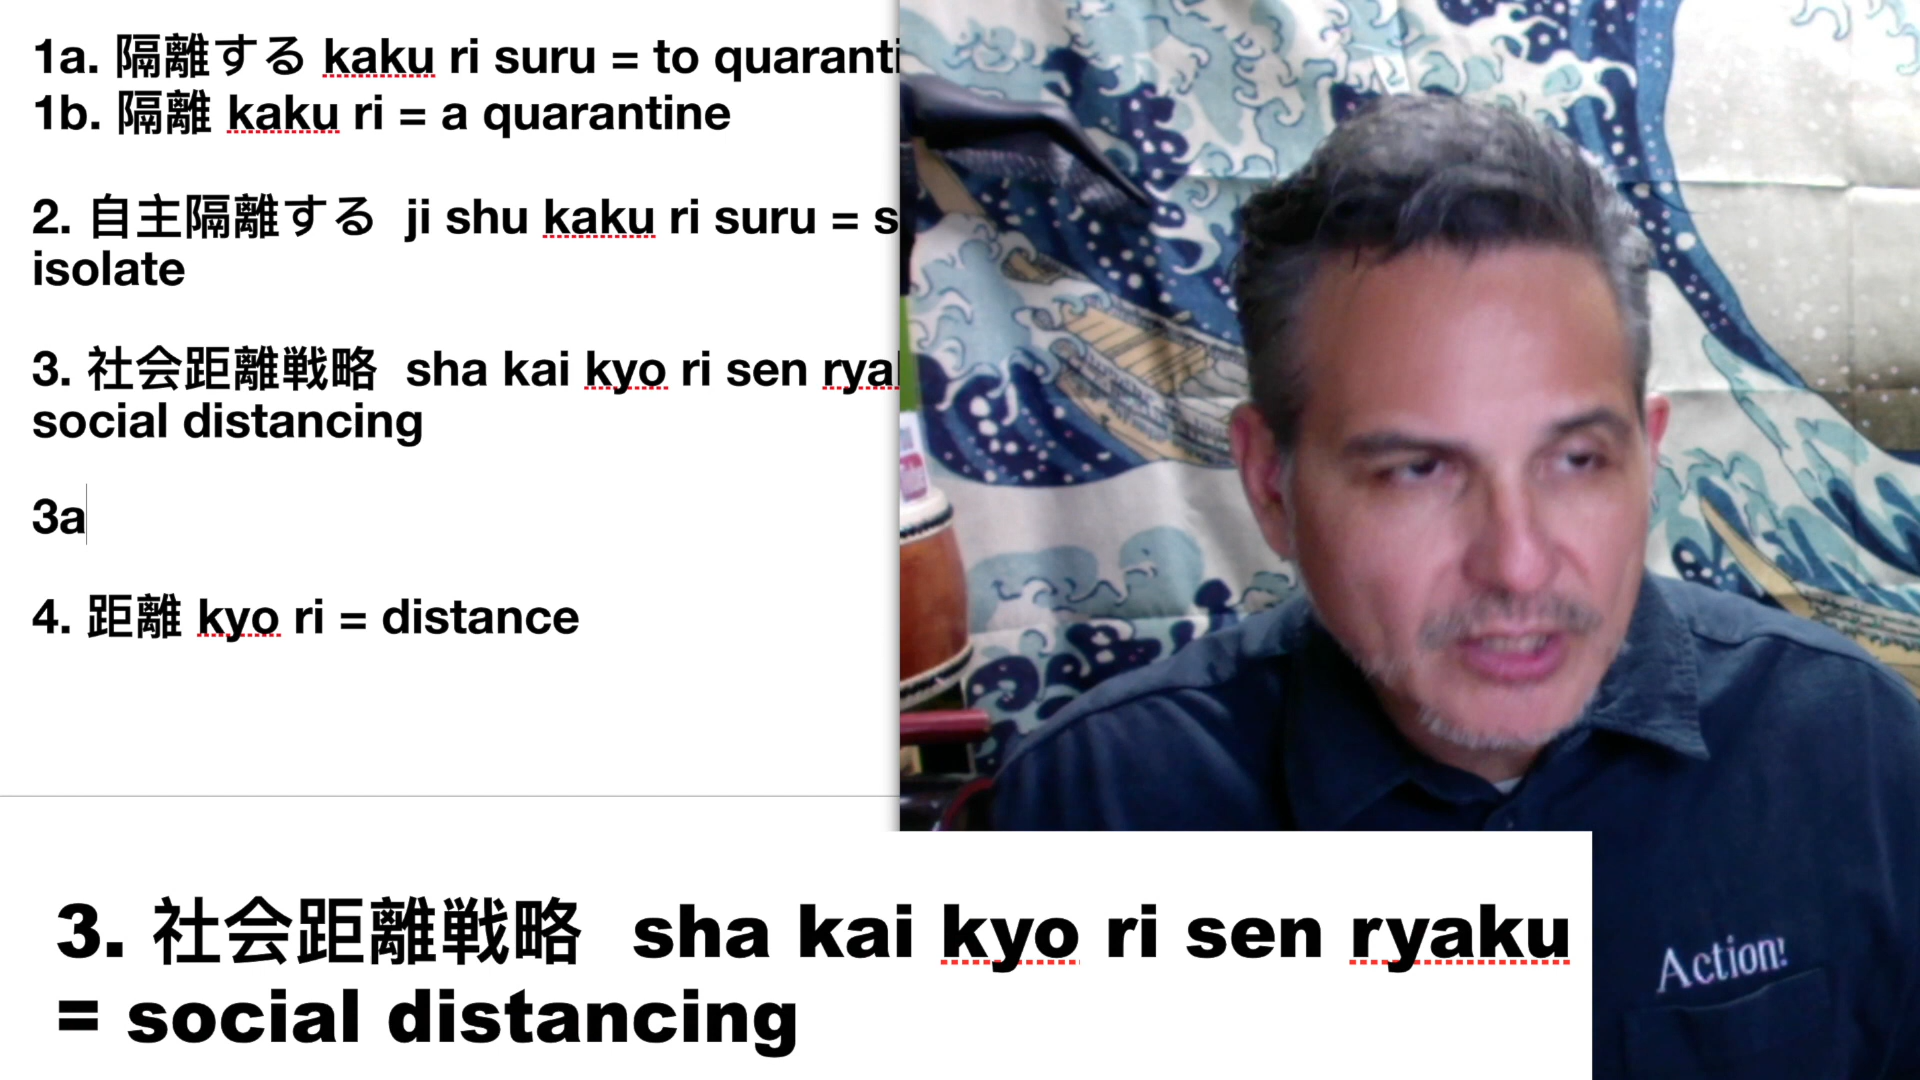 1a. 隔離する kaku ri suru = to
1b. 隔離 kaku ri = a quarantine
2. 自主隔離する ji shu kaku ri suru =
isolate
3. 社会距離戦略 sha kai kyo ri sen
social distancing
3a
4. 距離 kyo ri = distance
3. 社会距離戦略 sha kai kyo ri sen ryaku
= social distancing
Action!